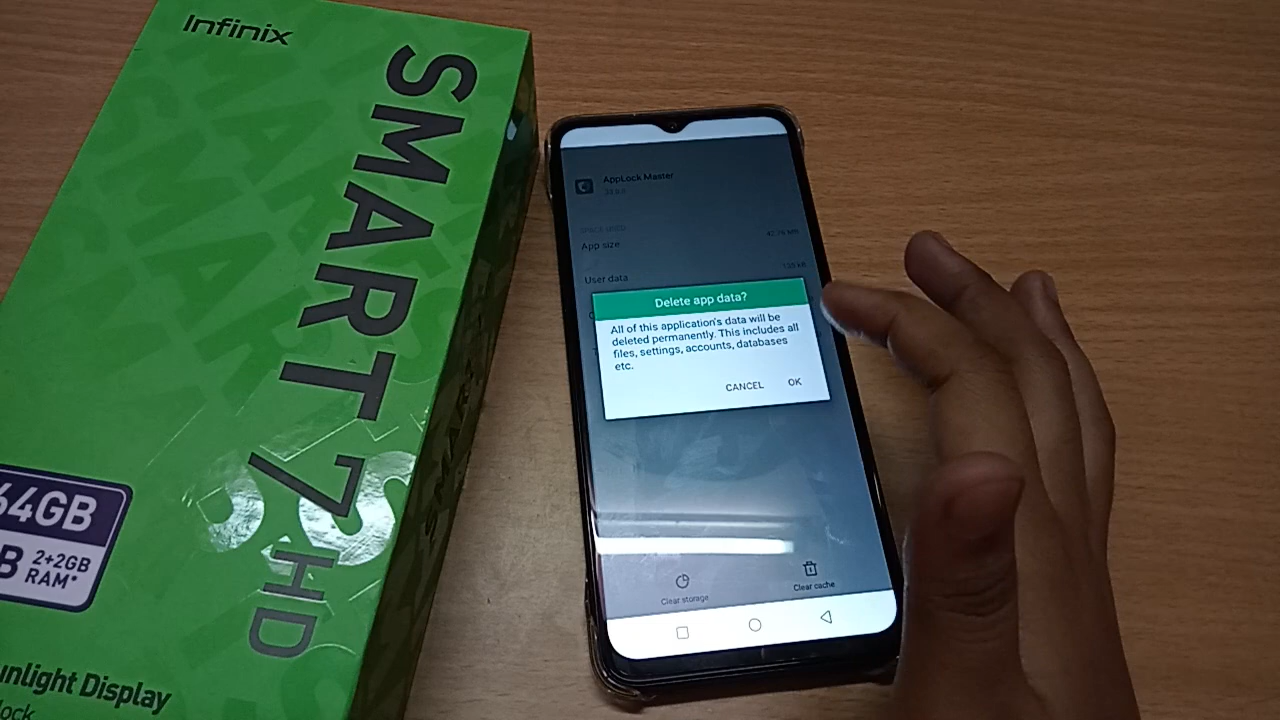 Infinix
SMART 7
HD
64GB
2+2GB
RAM*
unlight Display
lock
AppLock Master
App size
User data
Delete app data?
All of this application's data will be
deleted permanently. This includes all
files, settings, accounts, databases
etc.
CANCEL OK
Clear storage Clear cache